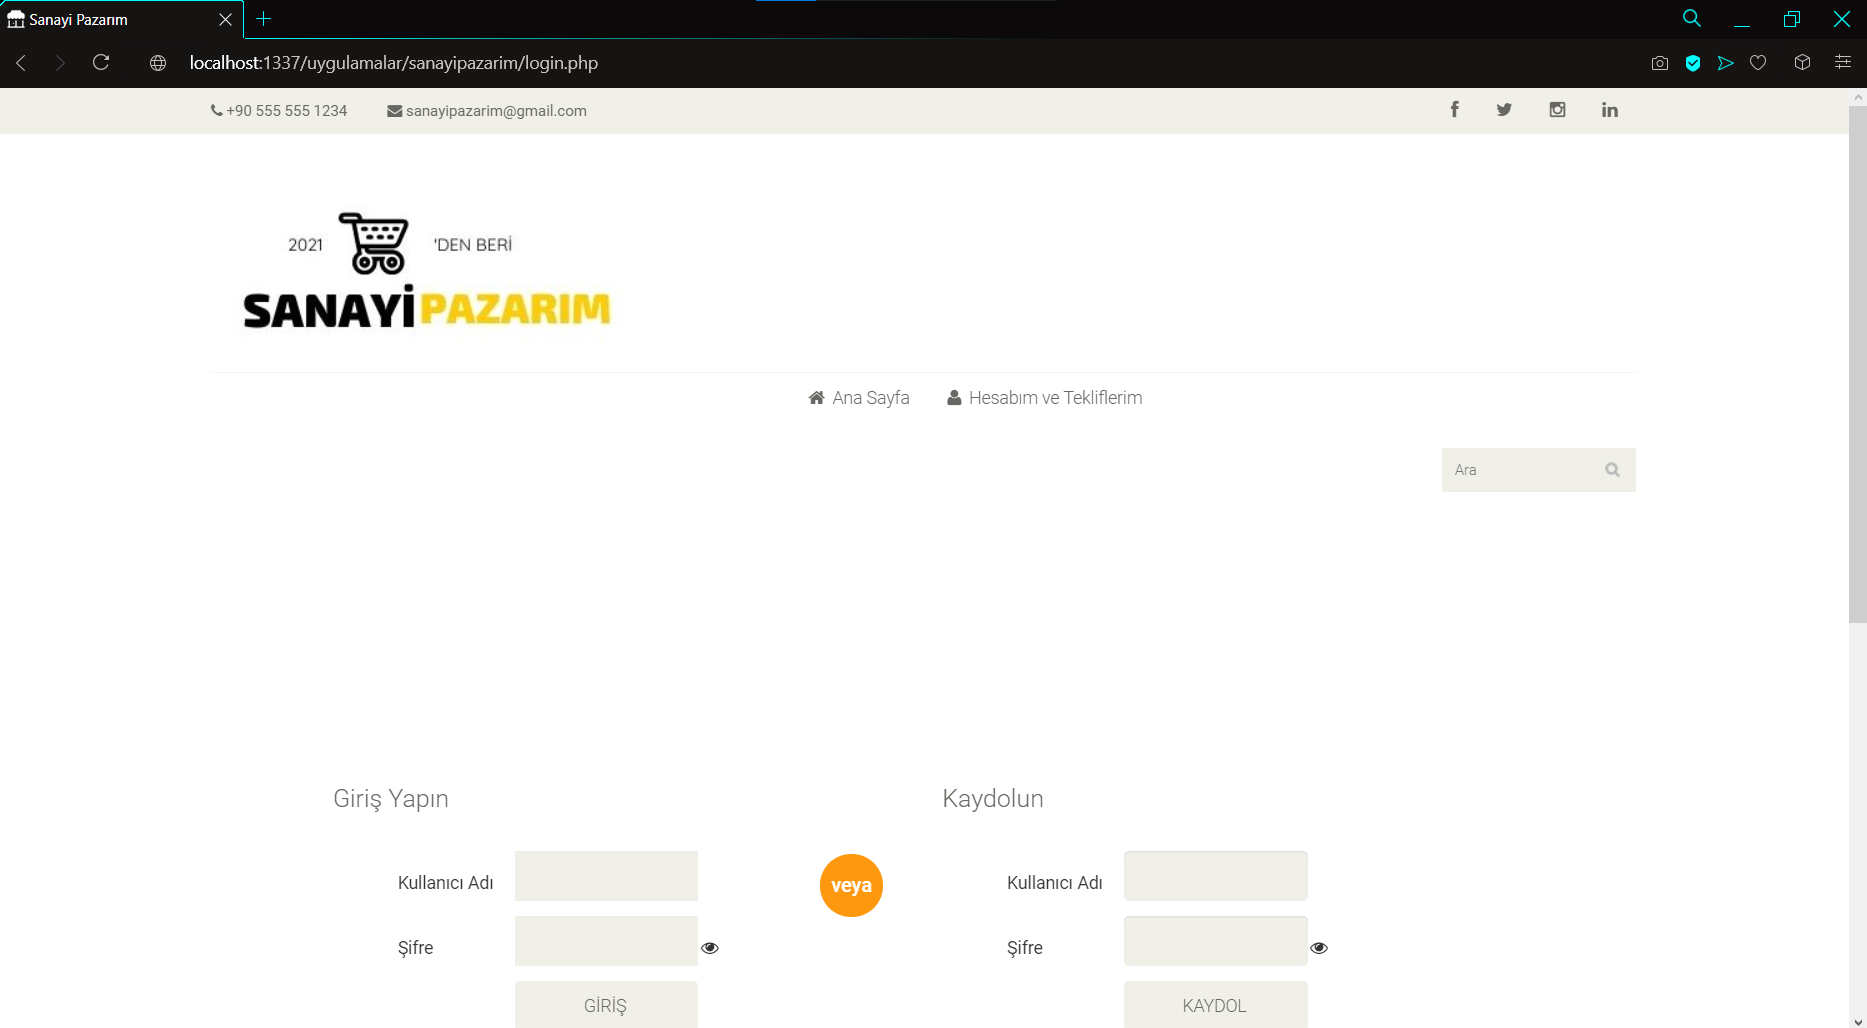 Sanayi Pazarım
localhost:1337/uygulamalar/sanayipazarim/login.php
+90 555 555 1234 sanayipazarim@gmail.com
2021 'DEN BERİ
SANAYİPAZARIM
Ana Sayfa Hesabım ve Tekliflerim
Ara
Giriş Yapın
Kullanıcı Adı
Şifre
GİRİŞ
veya
Kaydolun
Kullanıcı Adı
Şifre
KAYDOL